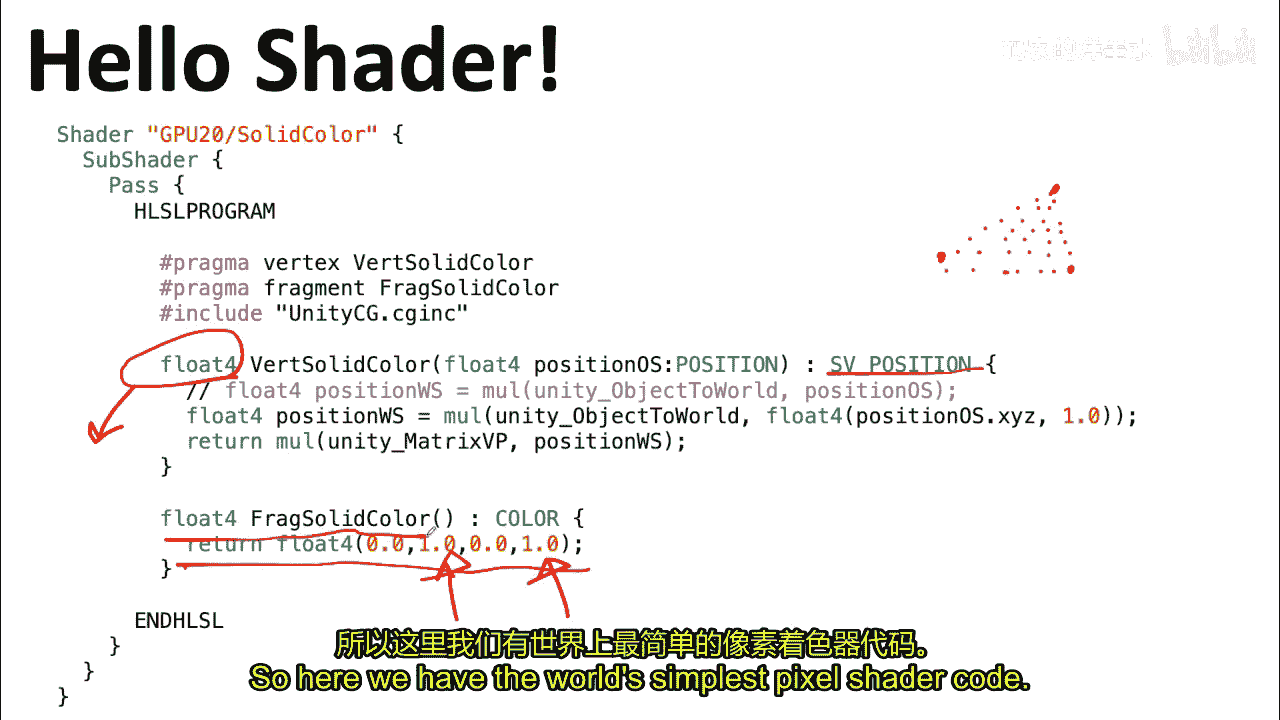 Hello Shader!
Shader "GPU20/SolidColor" {
SubShader {
Pass {
HLSLPROGRAM
#pragma vertex VertSolidColor
#pragma fragment FragSolidColor
#include "UnityCG.cginc"
float4 VertSolidColor(float4 positionOS:POSITION) : SV_POSITION {
// float4 positionWS = mul(unity_ObjectToWorld, positionOS);
float4 positionWS = mul(unity_ObjectToWorld, float4(positionOS.xyz, 1.0));
return mul(unity_MatrixVP, positionWS);
}
float4 FragSolidColor() : COLOR {
return float4(0.0,1.0,0.0,1.0);
}
ENDHLSL
}
}
}
所以这里我们有世界上最简单的像素着色器代码。
So here we have the world's simplest pixel shader code.